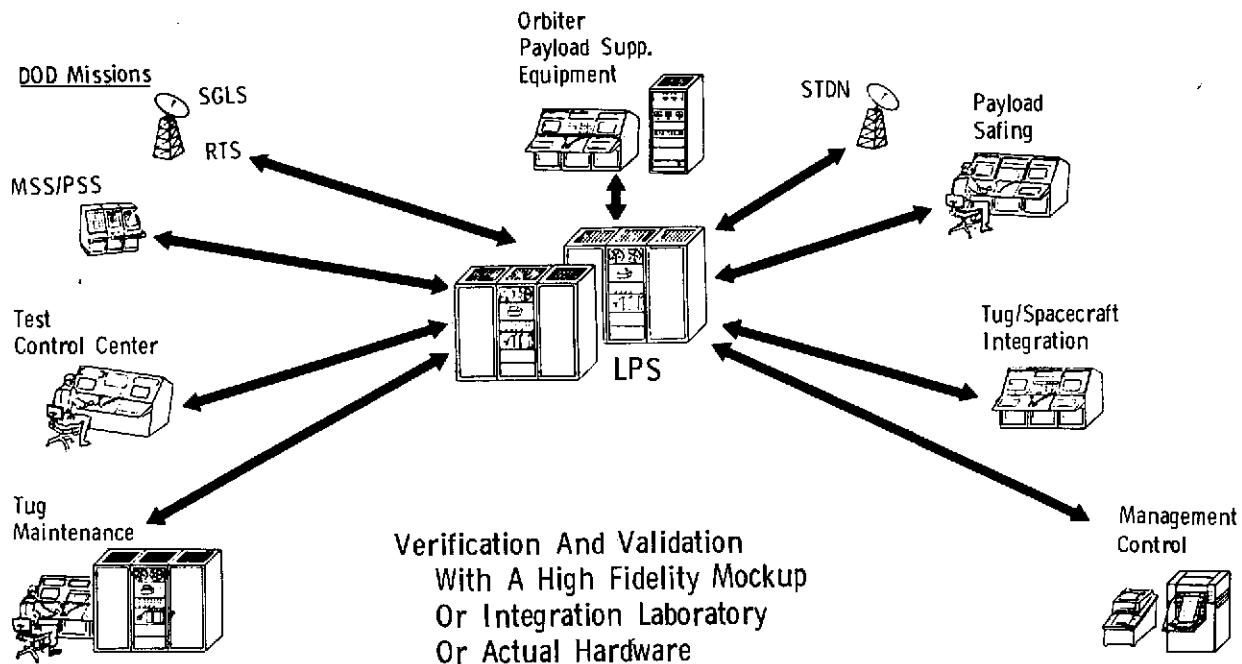 Orbiter
Payload Supp.
Equipment
DOD Missions
SGLS
RTS
STDN
Payload
Safing
MSS/PSS
Test
Control Center
LPS
Tug/Spacecraft
Integration
Tug
Maintenance
Management
Control
Verification And Validation
With A High Fidelity Mockup
Or Integration Laboratory
Or Actual Hardware